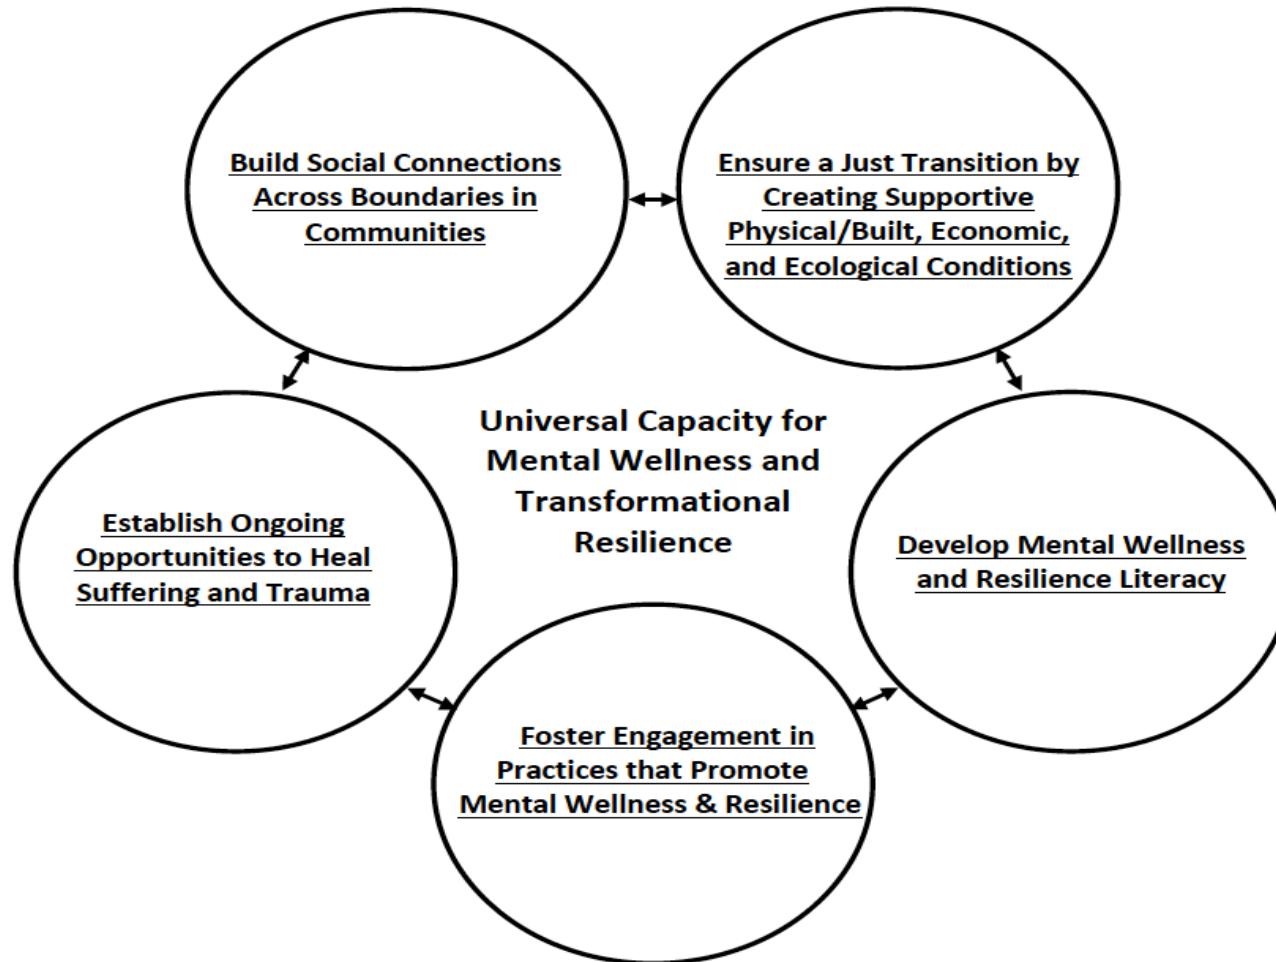 Build Social Connections
Across Boundaries in
Communities
Ensure a Just Transition by
Creating Supportive
Physical/Built, Economic,
and Ecological Conditions
Universal Capacity for
Mental Wellness and
Transformational
Resilience
Establish Ongoing
Opportunities to Heal
Suffering and Trauma
Develop Mental Wellness
and Resilience Literacy
Foster Engagement in
Practices that Promote
Mental Wellness & Resilience